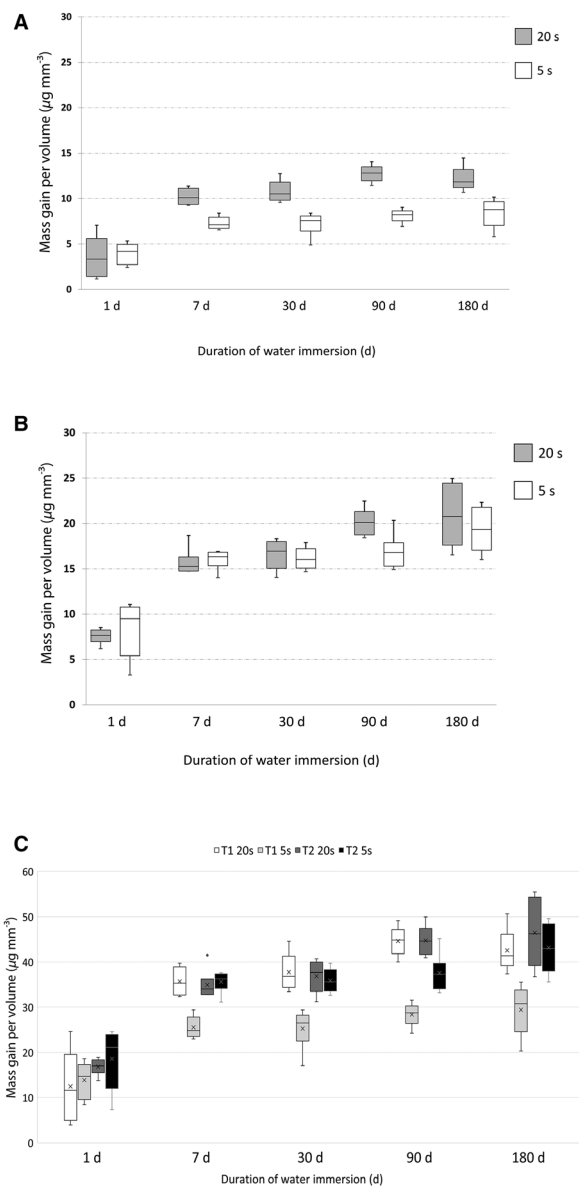 A
30
25
20
15
10
5
0
Mass gain per volume (µg mm⁻³)
20 s
5 s
1 d 7 d 30 d 90 d 180 d
Duration of water immersion (d)
B
30
25
20
15
10
5
0
Mass gain per volume (µg mm⁻³)
20 s
5 s
1 d 7 d 30 d 90 d 180 d
Duration of water immersion (d)
C
T1 20s T1 5s T2 20s T2 5s
60
50
40
30
20
10
0
Mass gain per volume (µg mm⁻³)
1 d 7 d 30 d 90 d 180 d
Duration of water immersion (d)